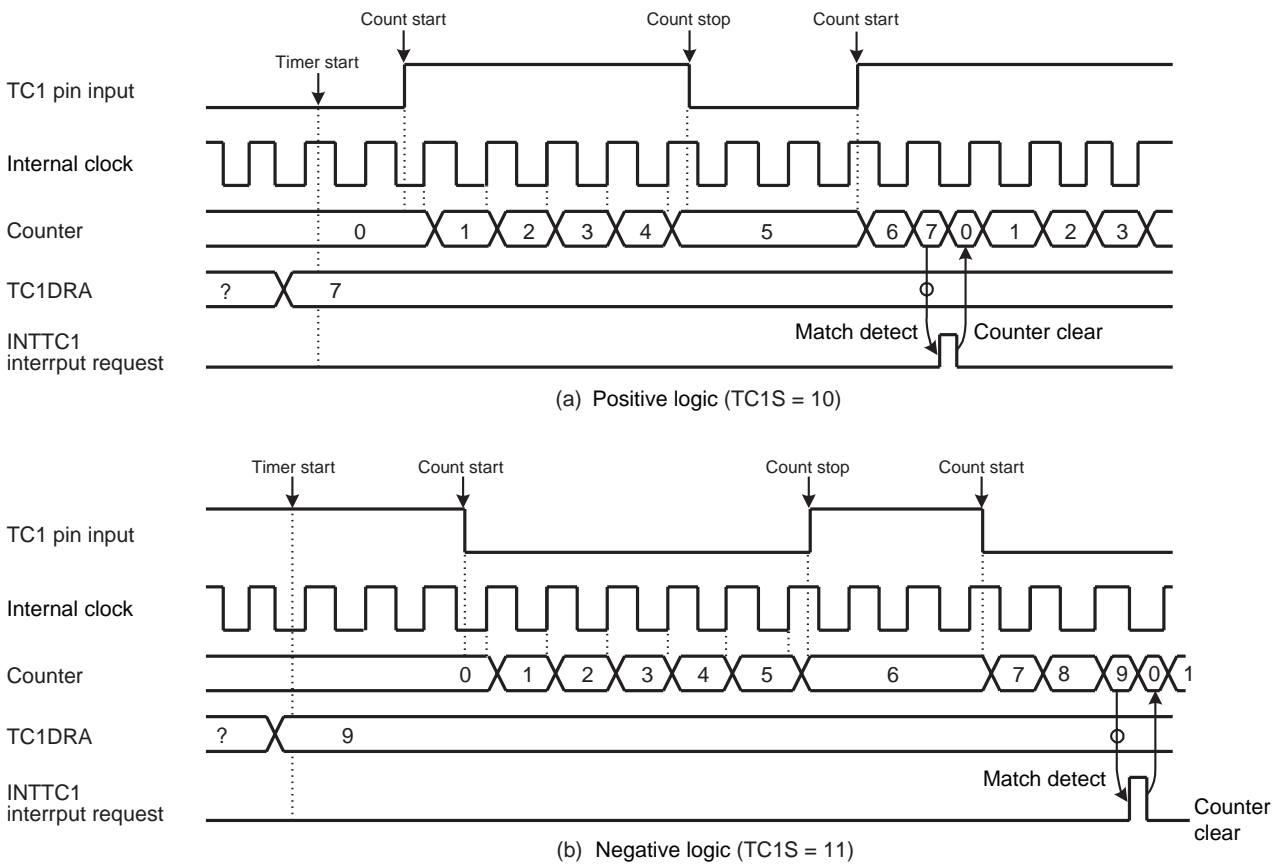 Count start Count stop Count start
Timer start
TC1 pin input
Internal clock
Counter 0 1 2 3 4 5 6 7 0 1 2 3
TC1DRA ? 7
Match detect Counter clear
INTTC1
interrput request
(a) Positive logic (TC1S = 10)
Timer start Count start Count stop Count start
TC1 pin input
Internal clock
Counter 0 1 2 3 4 5 6 7 8 9 0 1
TC1DRA ? 9
Match detect
INTTC1
interrput request
Counter
clear
(b) Negative logic (TC1S = 11)